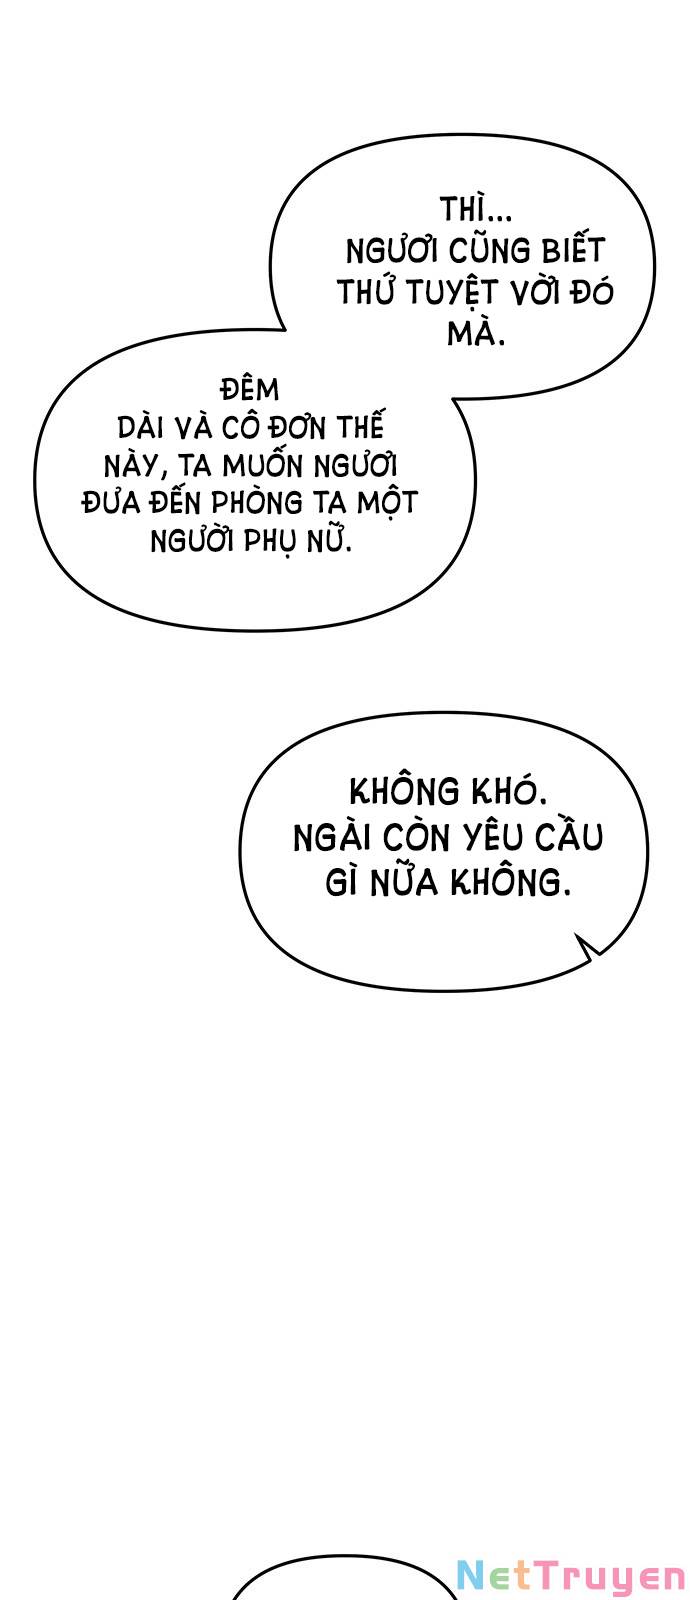 THÌ...
NGƯƠI CŨNG BIẾT
THỨ TUYỆT VỜI ĐÓ
MÀ.
ĐÊM
DÀI VÀ CÔ ĐƠN THẾ
NÀY, TA MUỐN NGƯƠI
ĐƯA ĐẾN PHÒNG TA MỘT
NGƯỜI PHỤ NỮ.
KHÔNG KHÓ.
NGÀI CÒN YÊU CẦU
GÌ NỮA KHÔNG.
NetTruyen